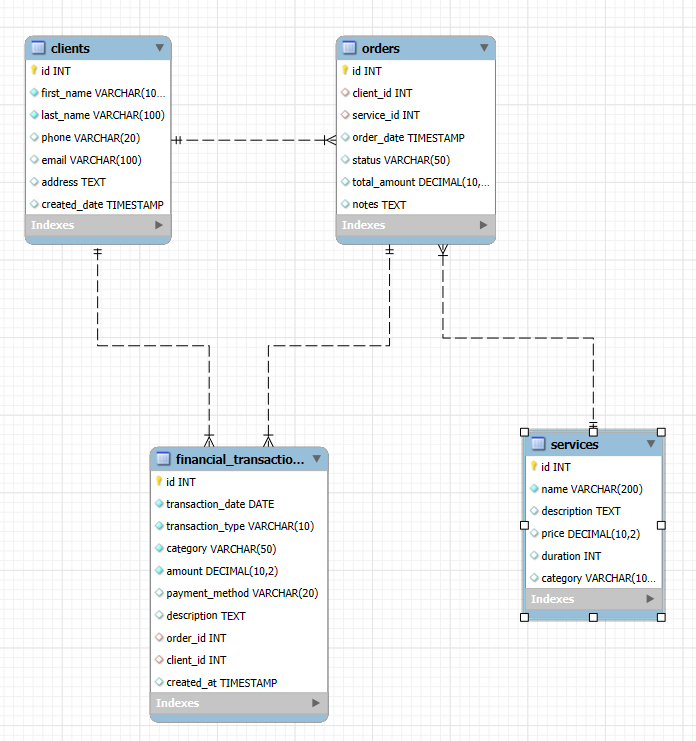 clients
id INT
first_name VARCHAR(10...
last_name VARCHAR(100)
phone VARCHAR(20)
email VARCHAR(100)
address TEXT
created_date TIMESTAMP
Indexes
orders
id INT
client_id INT
service_id INT
order_date TIMESTAMP
status VARCHAR(50)
total_amount DECIMAL(10,...
notes TEXT
Indexes
financial_transactio...
id INT
transaction_date DATE
transaction_type VARCHAR(10)
category VARCHAR(50)
amount DECIMAL(10,2)
payment_method VARCHAR(20)
description TEXT
order_id INT
client_id INT
created_at TIMESTAMP
Indexes
services
id INT
name VARCHAR(200)
description TEXT
price DECIMAL(10,2)
duration INT
category VARCHAR(10...
Indexes